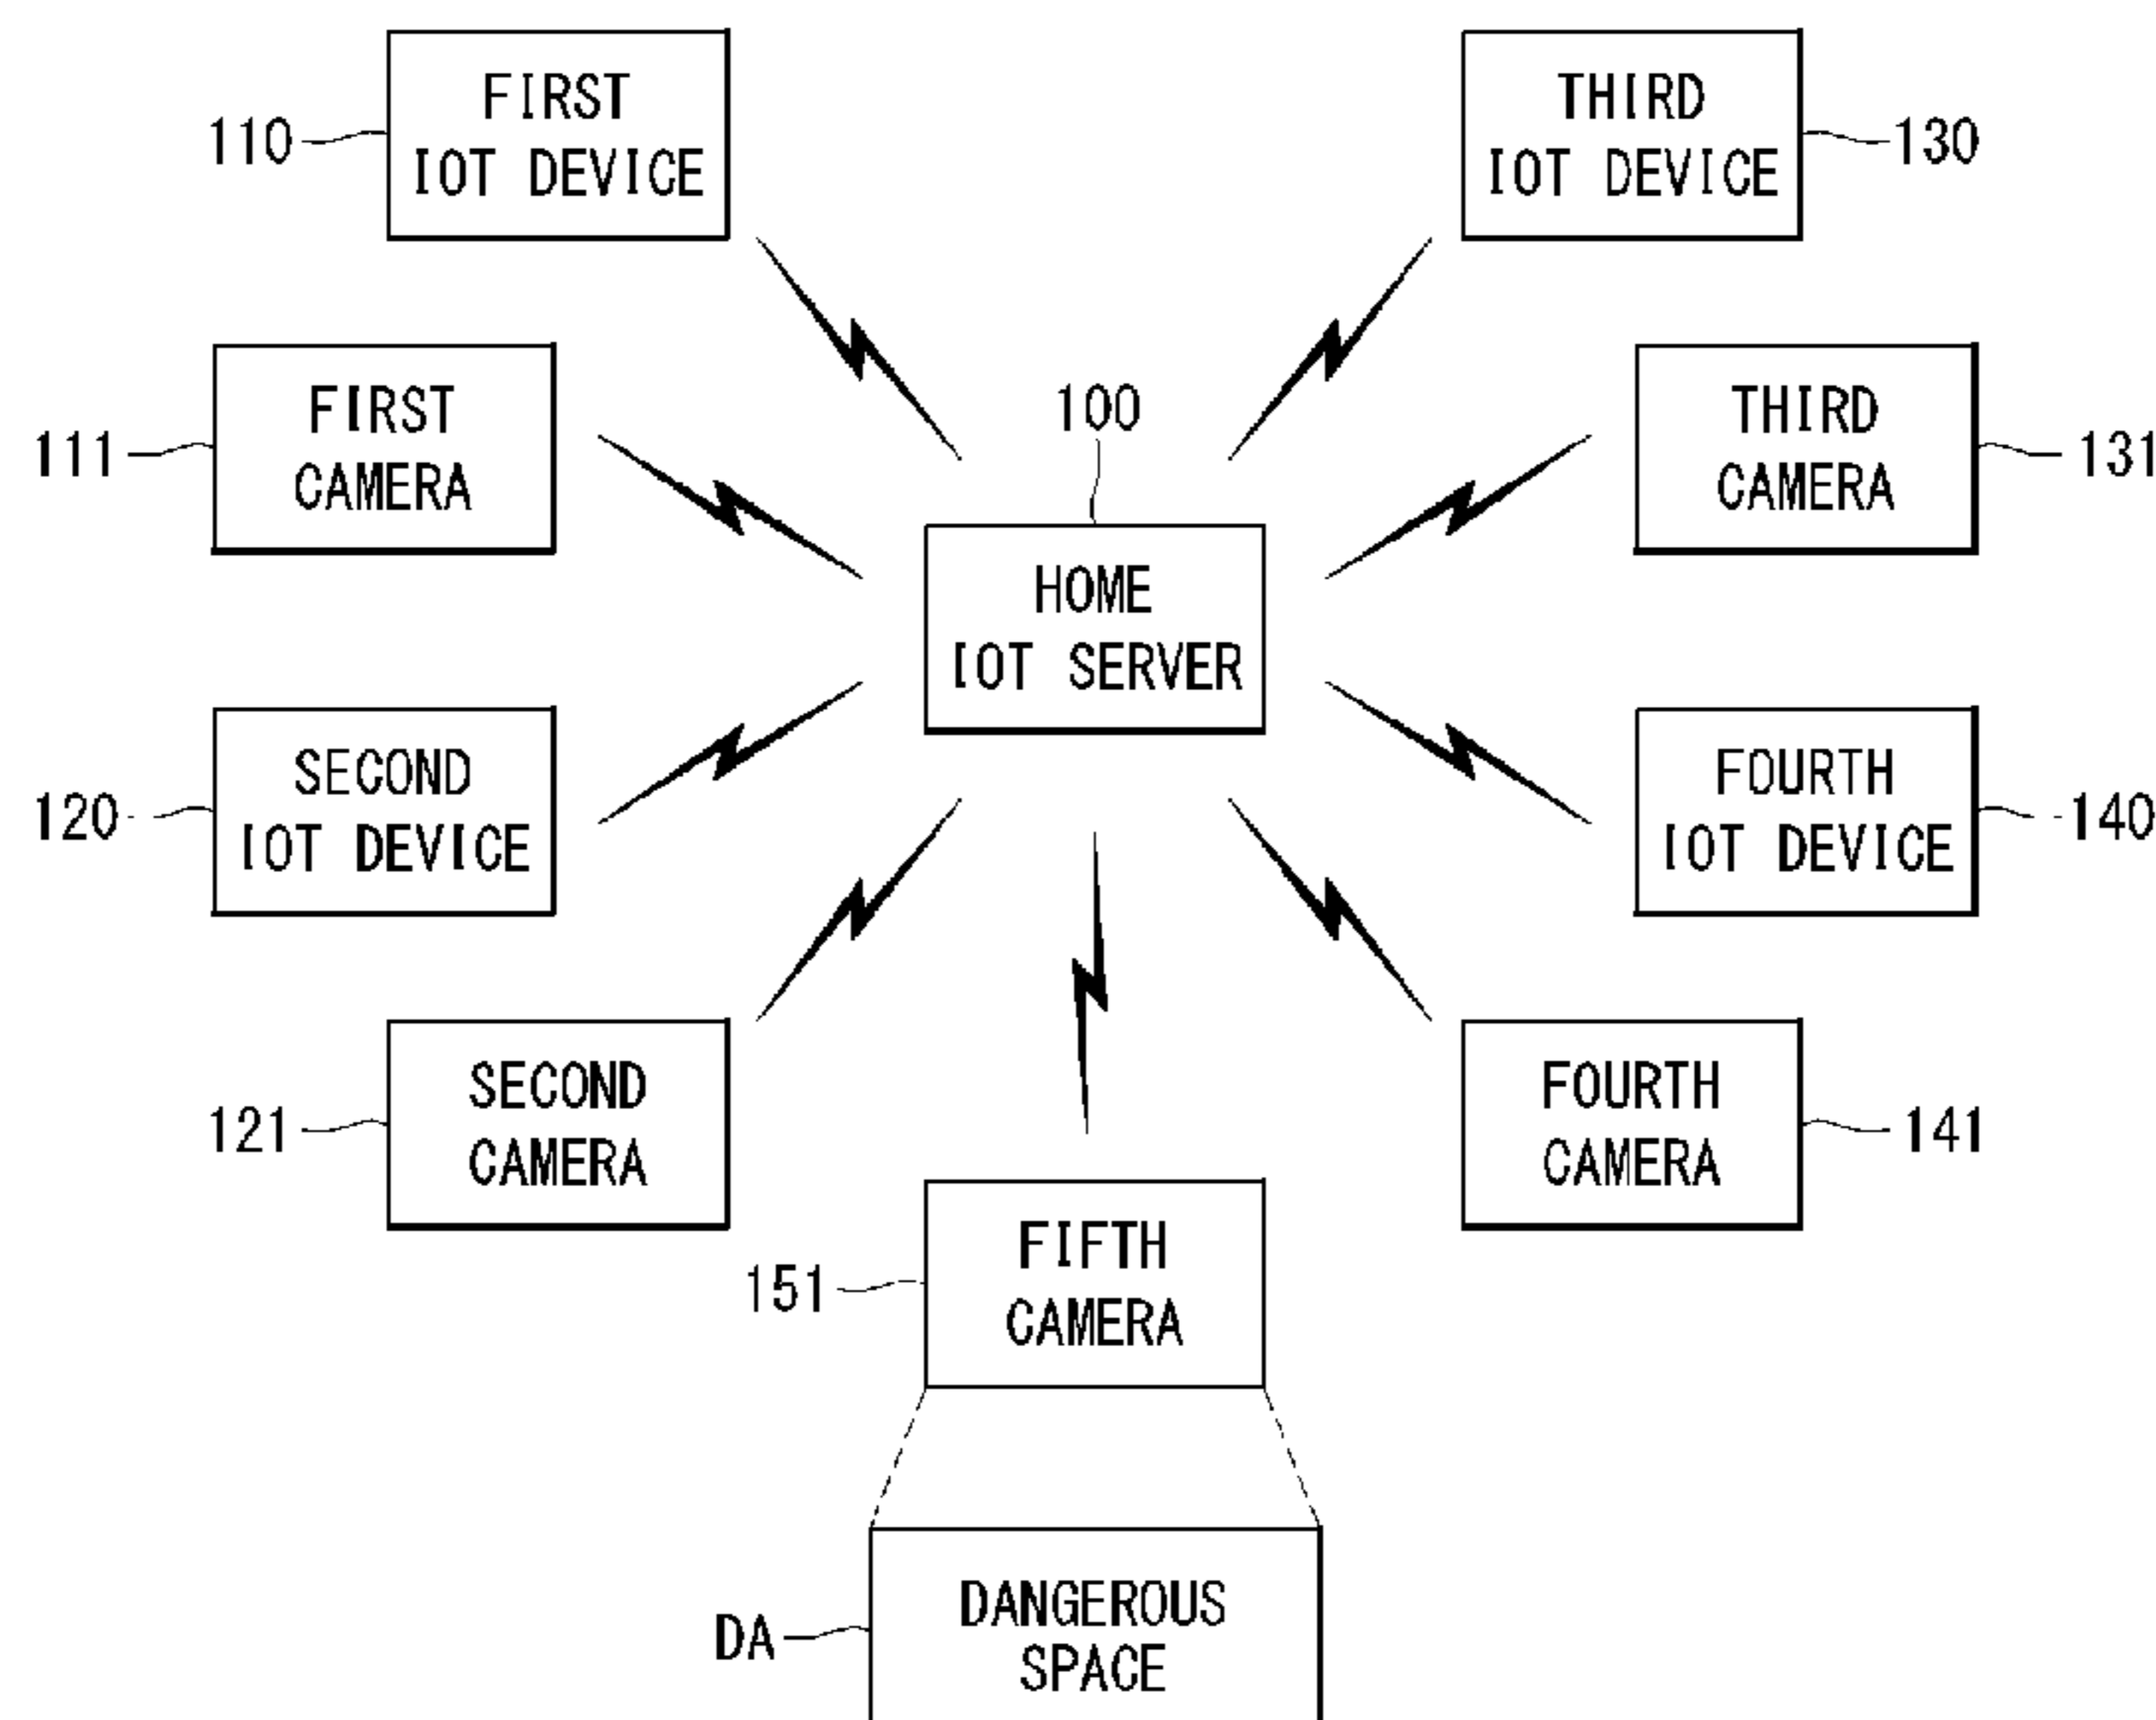 FIRST
IOT DEVICE
110
THIRD
IOT DEVICE
130
FIRST
CAMERA
111
100
HOME
IOT SERVER
THIRD
CAMERA
131
SECOND
IOT DEVICE
120
FOURTH
IOT DEVICE
140
SECOND
CAMERA
121
FIFTH
CAMERA
151
FOURTH
CAMERA
141
DA
DANGEROUS
SPACE